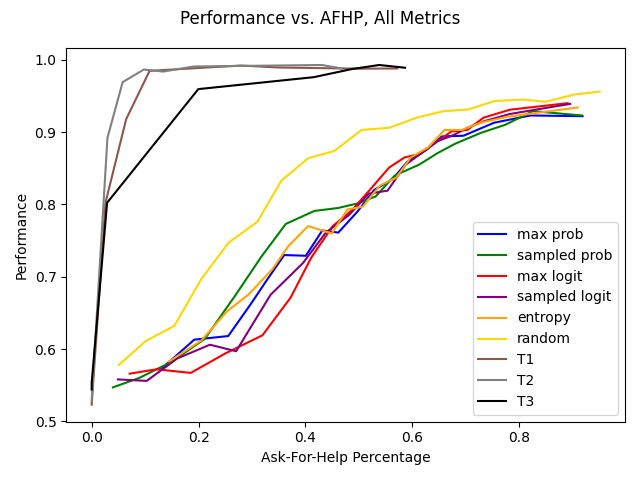 Performance vs. AFHP, All Metrics
1.0
0.9
0.8
0.7
0.6
0.5
Performance
0.0
0.2
0.4
0.6
0.8
Ask-For-Help Percentage
max prob
sampled prob
max logit
sampled logit
entropy
random
T1
T2
T3